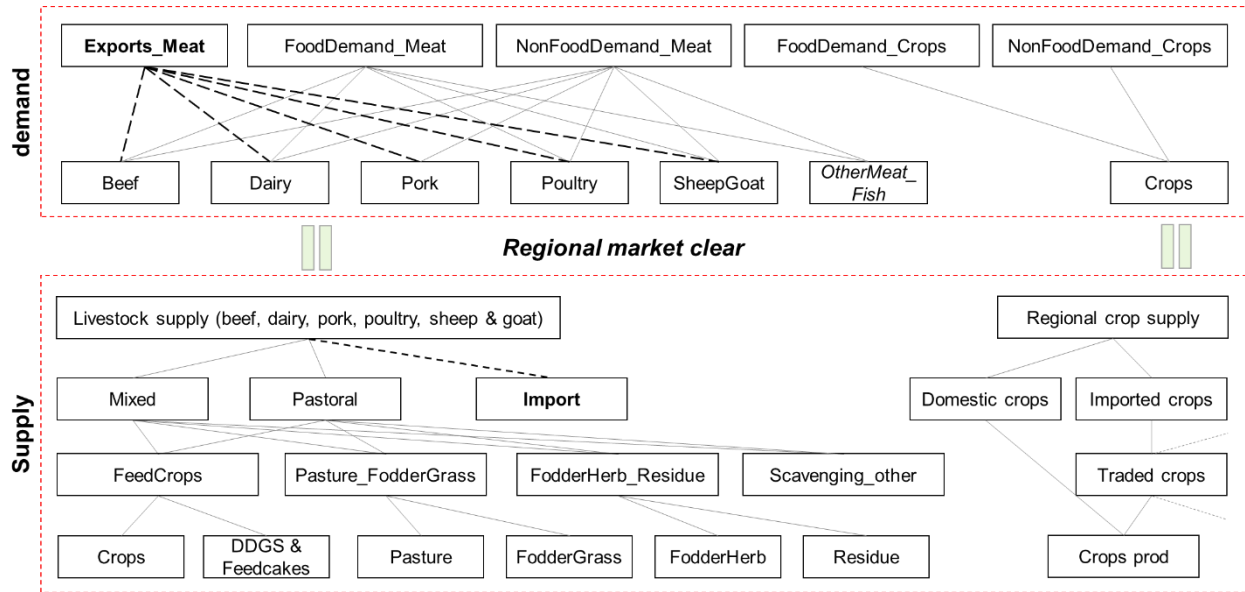 demand
Exports_Meat
FoodDemand_Meat
NonFoodDemand_Meat
FoodDemand_Crops
NonFoodDemand_Crops
Beef
Dairy
Pork
Poultry
SheepGoat
OtherMeat_
Fish
Crops
Regional market clear
Supply
Livestock supply (beef, dairy, pork, poultry, sheep & goat)
Regional crop supply
Mixed
Pastoral
Import
Domestic crops
Imported crops
FeedCrops
Pasture_FodderGrass
FodderHerb_Residue
Scavenging_other
Traded crops
Crops
DDGS &
Feedcakes
Pasture
FodderGrass
FodderHerb
Residue
Crops prod